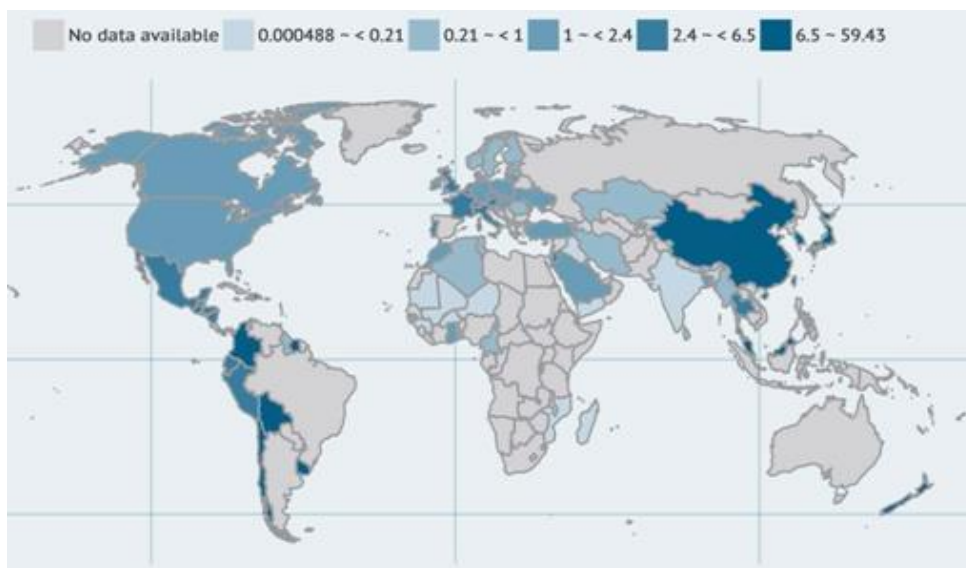 No data available 0.000488 ~ < 0.21 0.21 ~ < 1 1 ~ < 2.4 2.4 ~ < 6.5 6.5 ~ 59.43